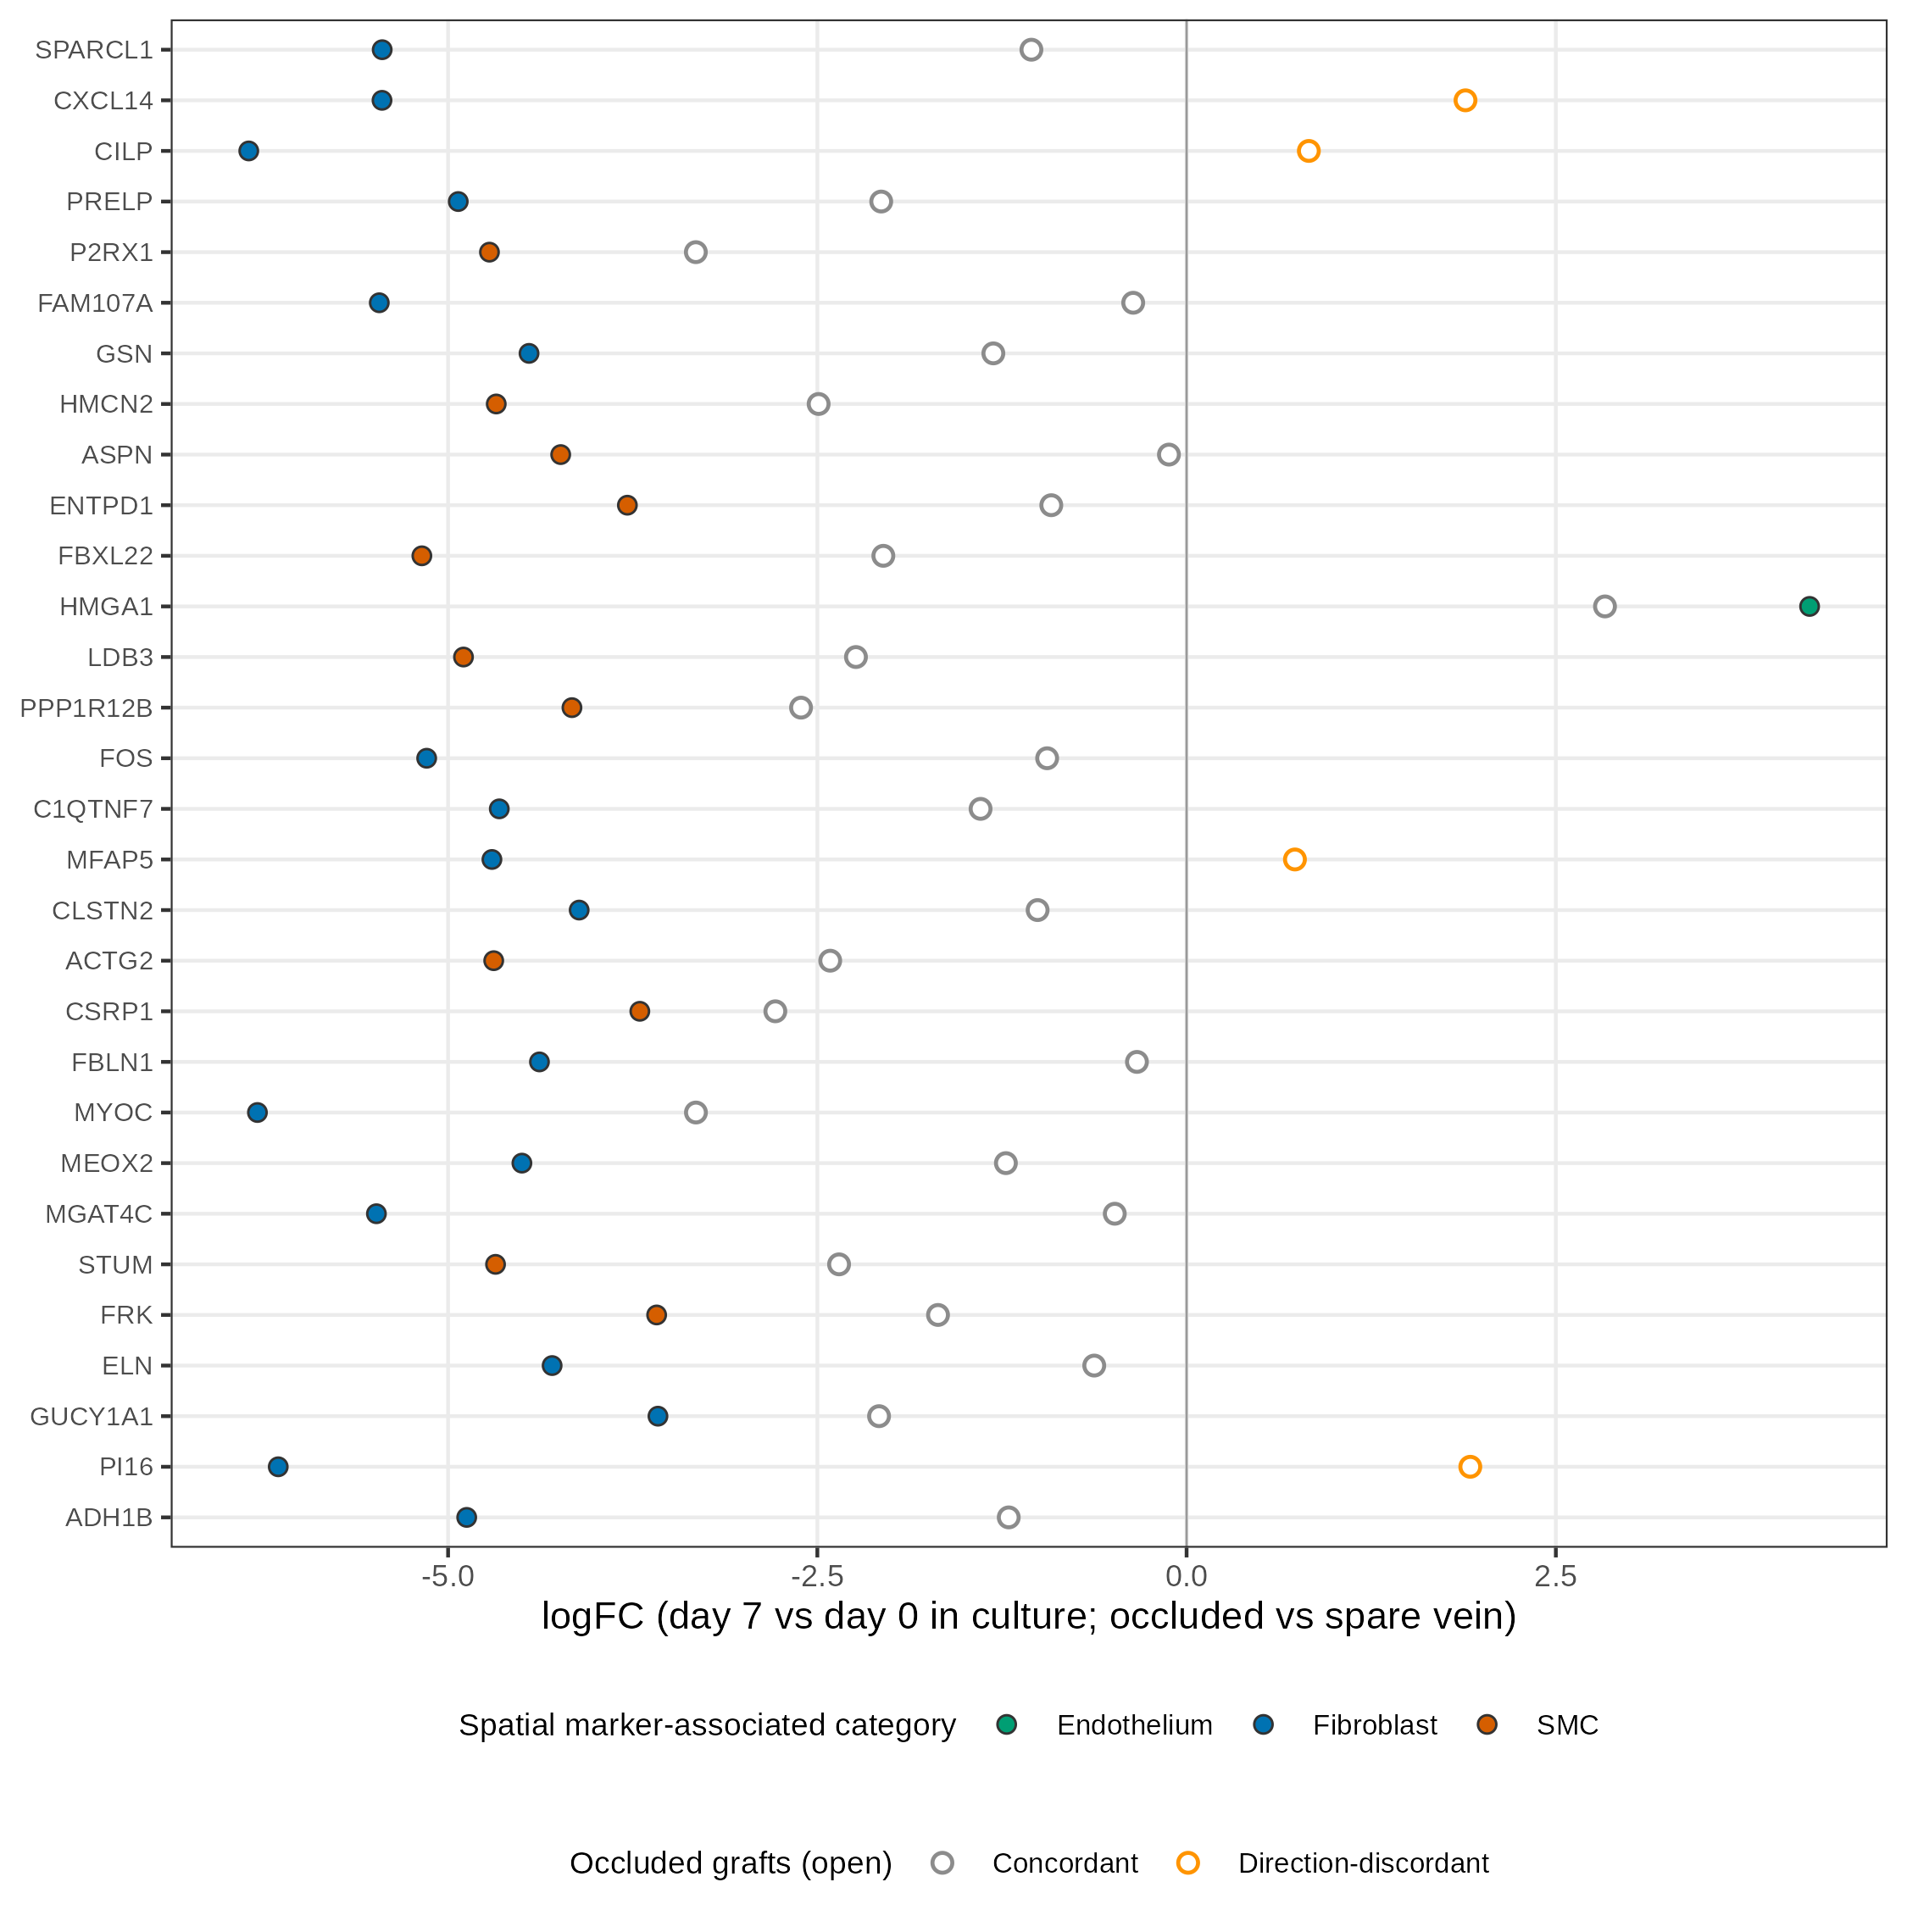 SPARCL1
CXCL14
CILP
PRELP
P2RX1
FAM107A
GSN
HMCN2
ASPN
ENTPD1
FBXL22
HMGA1
LDB3
PPP1R12B
FOS
C1QTNF7
MFAP5
CLSTN2
ACTG2
CSRP1
FBLN1
MYOC
MEOX2
MGAT4C
STUM
FRK
ELN
GUCY1A1
PI16
ADH1B
-5.0 -2.5 0.0 2.5
logFC (day 7 vs day 0 in culture; occluded vs spare vein)
Spatial marker-associated category Endothelium Fibroblast SMC
Occluded grafts (open) Concordant Direction-discordant